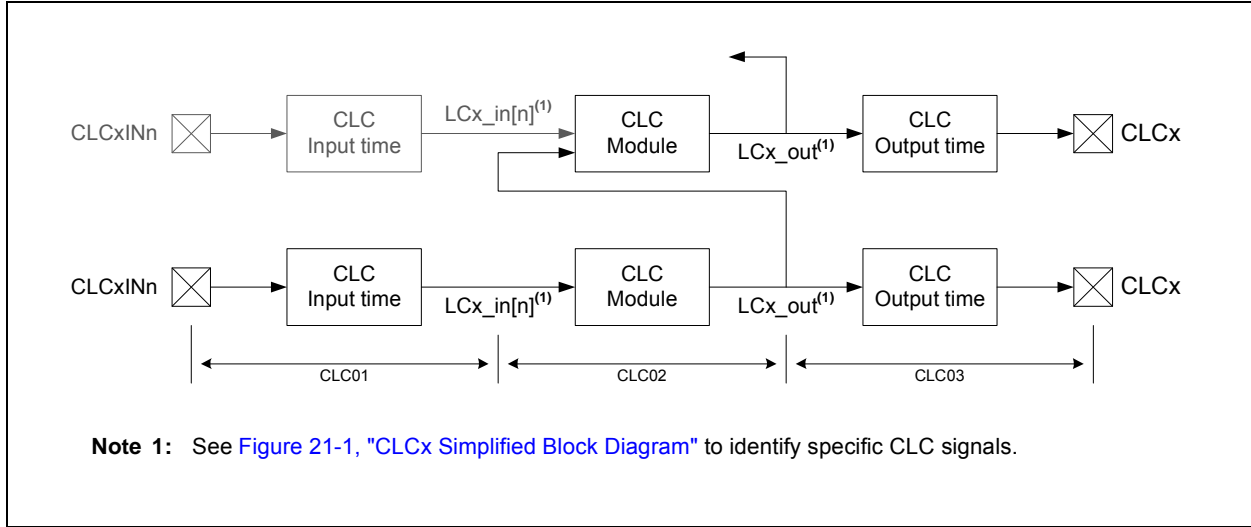 CLCxINn
CLC
Input time
LCx_in[n](1)
CLC
Module
LCx_out(1)
CLC
Output time
CLCx
CLCxINn
CLC
Input time
LCx_in[n](1)
CLC
Module
LCx_out(1)
CLC
Output time
CLCx
CLC01
CLC02
CLC03
Note 1: See Figure 21-1, "CLCx Simplified Block Diagram" to identify specific CLC signals.